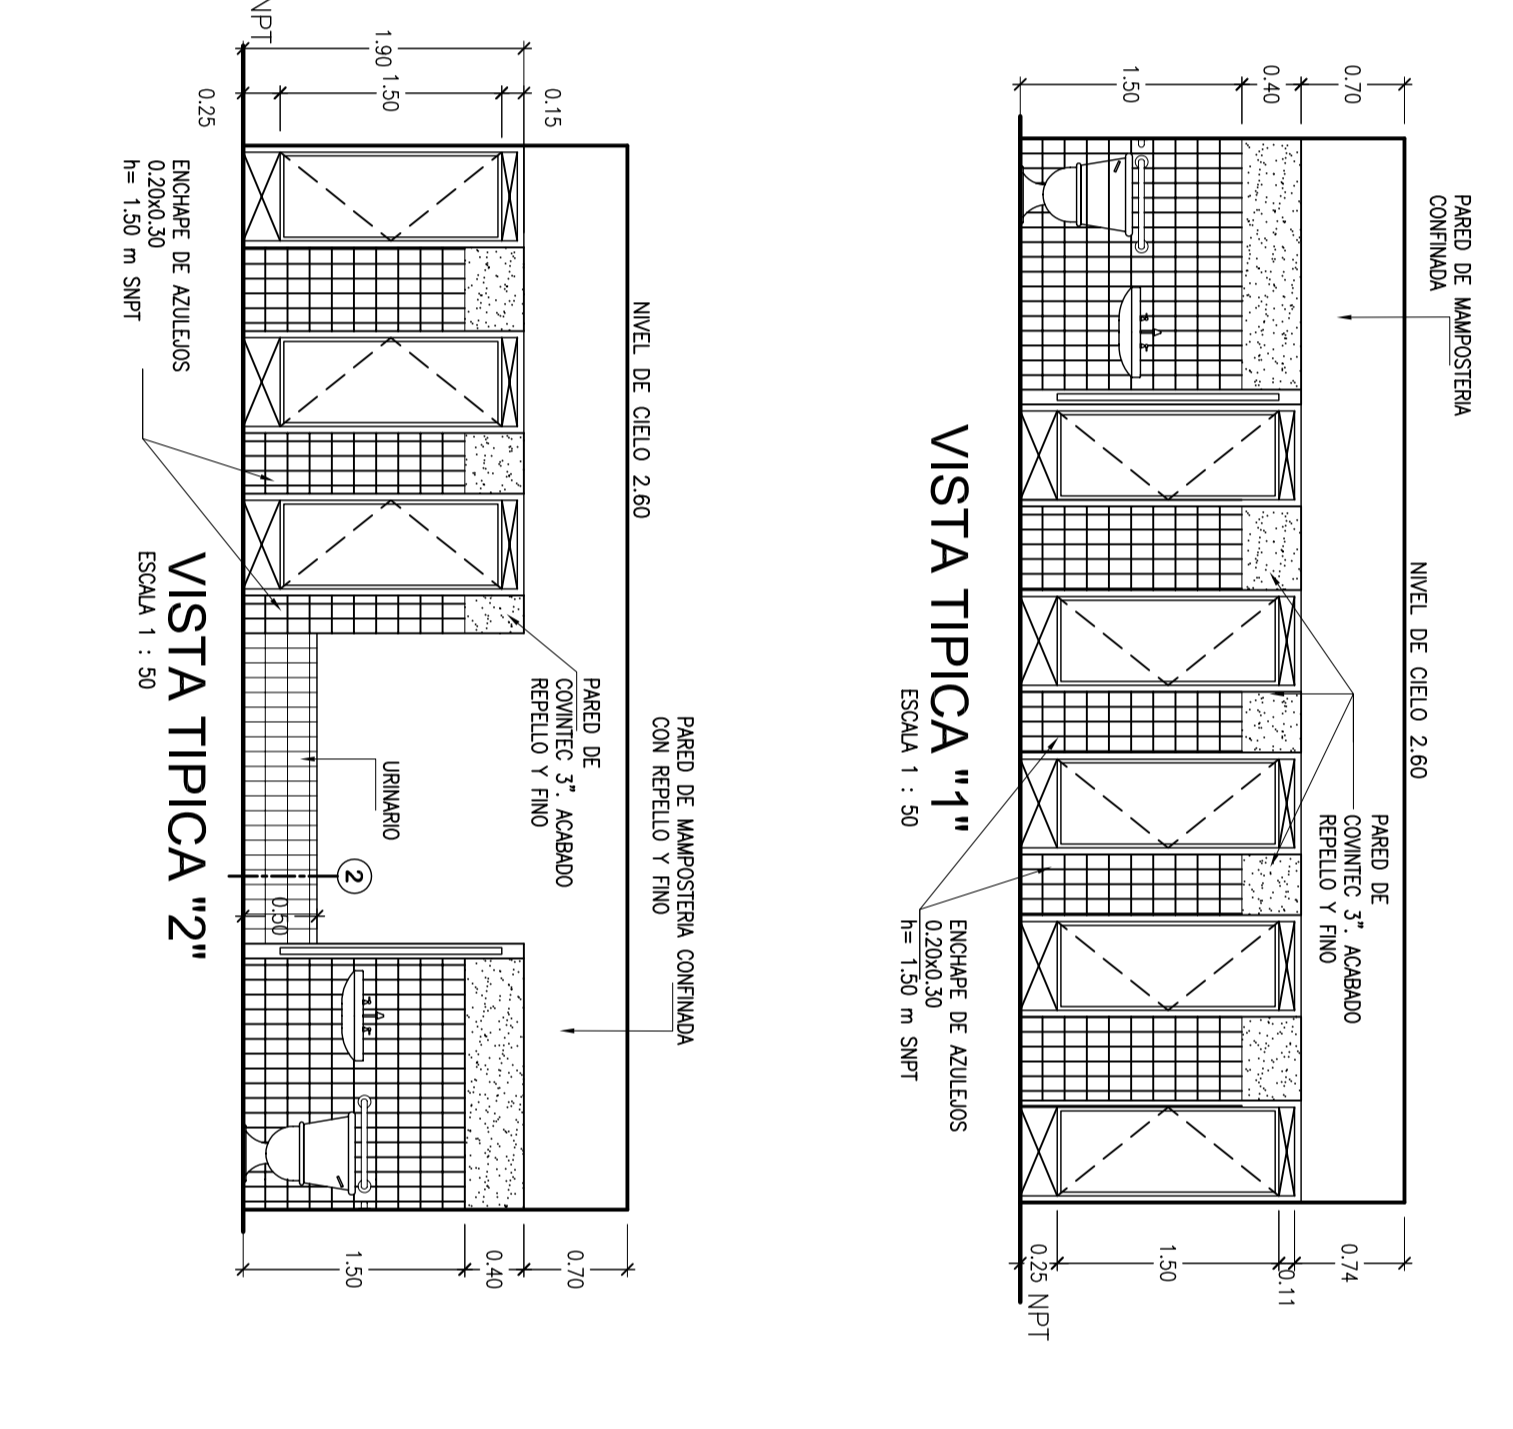 PARED DE MAMPOSTERIA
CONFINADA
NIVEL DE CIELO 2.60
PARED DE
COVINTEC 3". ACABADO
REPELLO Y FINO
0.70
0.40
1.50
0.74
0.11
1.50
0.25
NPT
ENCHAPE DE AZULEJOS
0.20x0.30
h= 1.50 m SNPT
VISTA TIPICA "1"
ESCALA 1 : 50
PARED DE MAMPOSTERIA CONFINADA
CON REPELLO Y FINO
NIVEL DE CIELO 2.60
PARED DE
COVINTEC 3". ACABADO
REPELLO Y FINO
0.15
1.90
1.50
0.25
NPT
URINARIO
2
0.50
0.70
0.40
1.50
ENCHAPE DE AZULEJOS
0.20x0.30
h= 1.50 m SNPT
VISTA TIPICA "2"
ESCALA 1 : 50